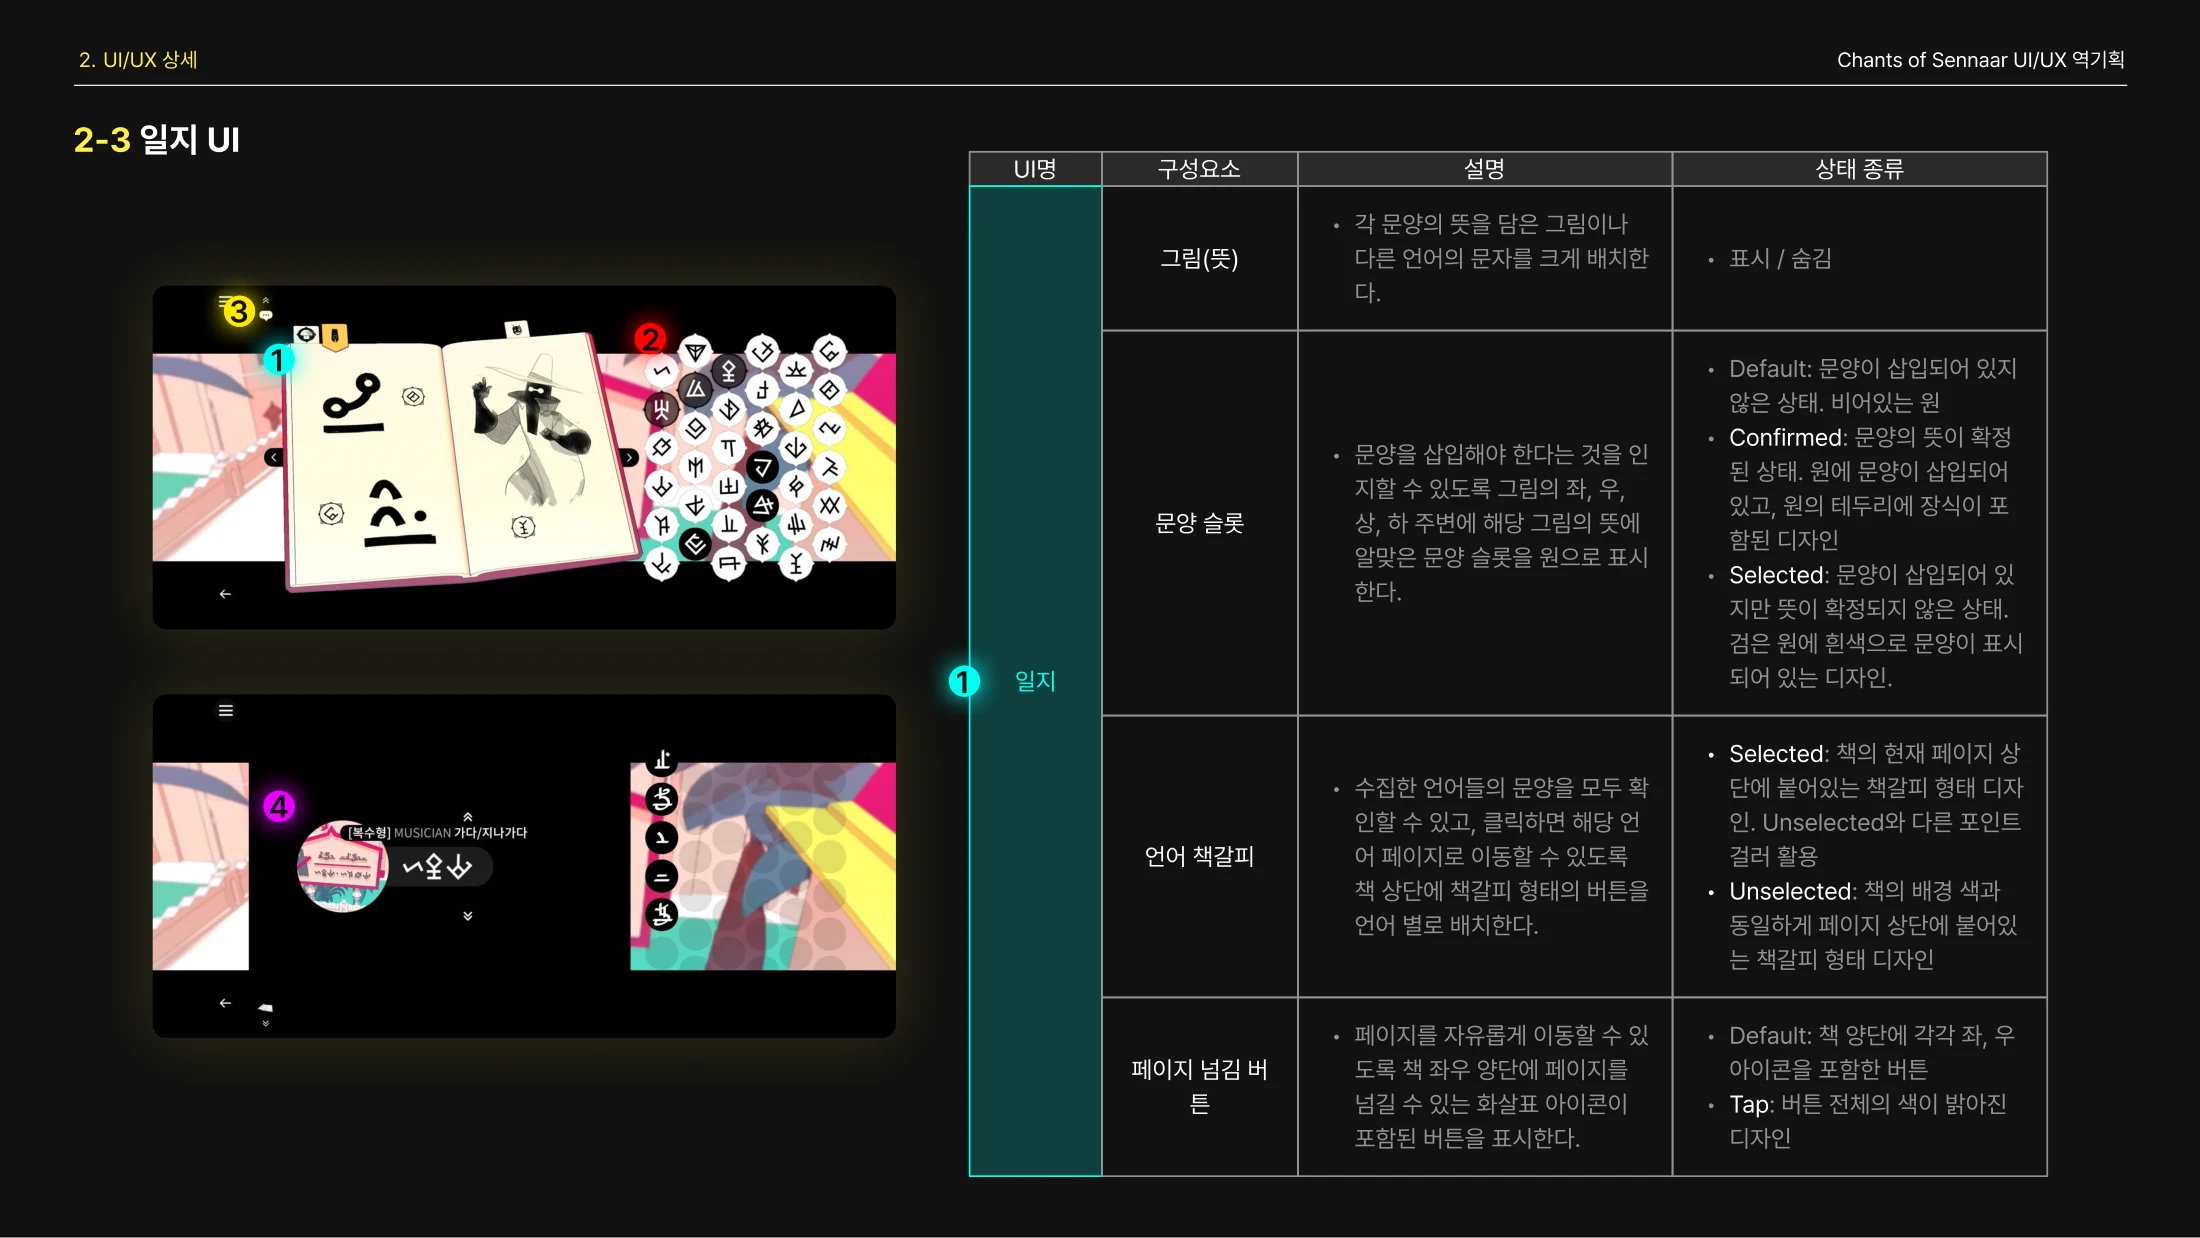 2. UI/UX 상세
Chants of Sennaar UI/UX 역기획
2-3 일지 UI
3
1
2
4
[복수형] MUSICIAN 가다/지나가다
UI명
구성요소
설명
상태 종류
1 일지
그림(뜻)
• 각 문양의 뜻을 담은 그림이나
다른 언어의 문자를 크게 배치한
다.
• 표시 / 숨김
문양 슬롯
• 문양을 삽입해야 한다는 것을 인
지할 수 있도록 그림의 좌, 우,
상, 하 주변에 해당 그림의 뜻에
알맞은 문양 슬롯을 원으로 표시
한다.
• Default: 문양이 삽입되어 있지
않은 상태. 비어있는 원
• Confirmed: 문양의 뜻이 확정
된 상태. 원에 문양이 삽입되어
있고, 원의 테두리에 장식이 포
함된 디자인
• Selected: 문양이 삽입되어 있
지만 뜻이 확정되지 않은 상태.
검은 원에 흰색으로 문양이 표시
되어 있는 디자인.
언어 책갈피
• 수집한 언어들의 문양을 모두 확
인할 수 있고, 클릭하면 해당 언
어 페이지로 이동할 수 있도록
책 상단에 책갈피 형태의 버튼을
언어 별로 배치한다.
• Selected: 책의 현재 페이지 상
단에 붙어있는 책갈피 형태 디자
인. Unselected와 다른 포인트
컬러 활용
• Unselected: 책의 배경 색과
동일하게 페이지 상단에 붙어있
는 책갈피 형태 디자인
페이지 넘김 버
튼
• 페이지를 자유롭게 이동할 수 있
도록 책 좌우 양단에 페이지를
넘길 수 있는 화살표 아이콘이
포함된 버튼을 표시한다.
• Default: 책 양단에 각각 좌, 우
아이콘을 포함한 버튼
• Tap: 버튼 전체의 색이 밝아진
디자인